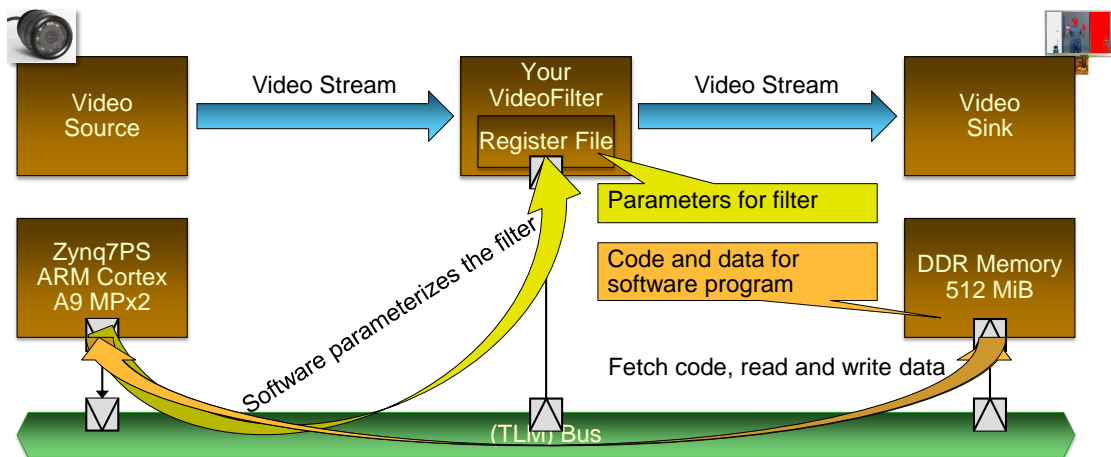 Video
Source
Video Stream
Your
VideoFilter
Register File
Video Stream
Video
Sink
Parameters for filter
Zynq7PS
ARM Cortex
A9 MPx2
Software parameterizes the filter
Code and data for
software program
DDR Memory
512 MiB
Fetch code, read and write data
(TLM) Bus